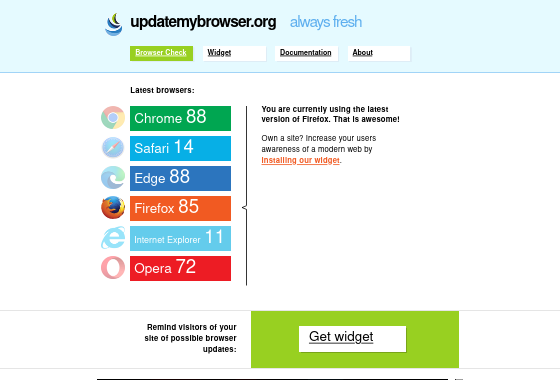 updatemybrowser.org always fresh
Browser Check Widget Documentation About
Latest browsers:
Chrome 88
Safari 14
Edge 88
Firefox 85
Internet Explorer 11
Opera 72
You are currently using the latest
version of Firefox. That is awesome!
Own a site? Increase your users
awareness of a modern web by
installing our widget.
Remind visitors of your
site of possible browser
updates:
Get widget